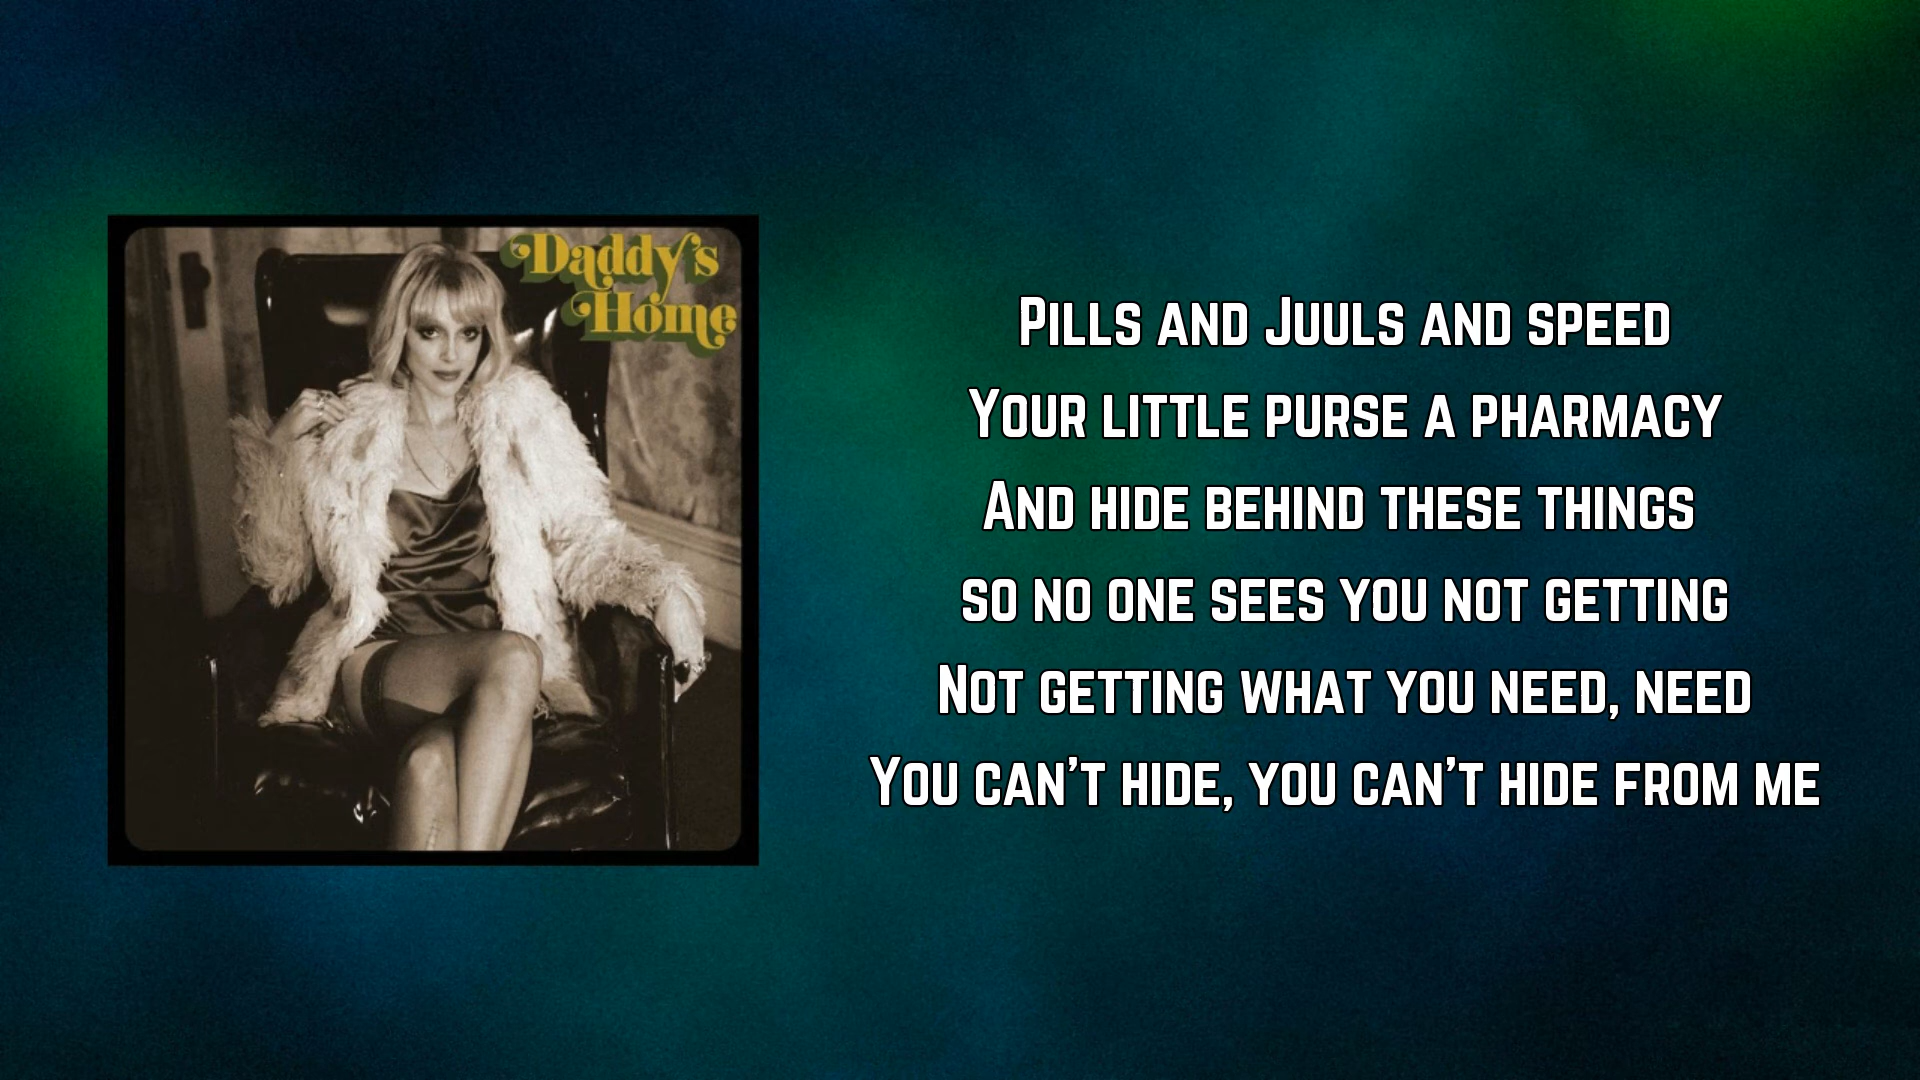 Daddy's
Home
Pills and Juuls and speed
Your little purse a pharmacy
And hide behind these things
so no one sees you not getting
Not getting what you need, need
You can't hide, you can't hide from me